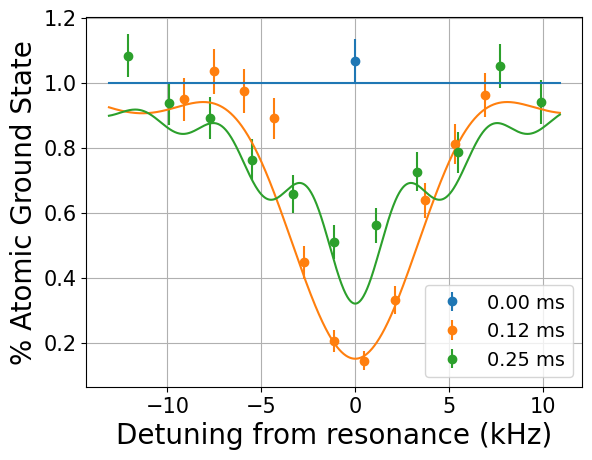 % Atomic Ground State
1.2
1.0
0.8
0.6
0.4
0.2
0.00 ms
0.12 ms
0.25 ms
−10
−5
0
5
10
Detuning from resonance (kHz)